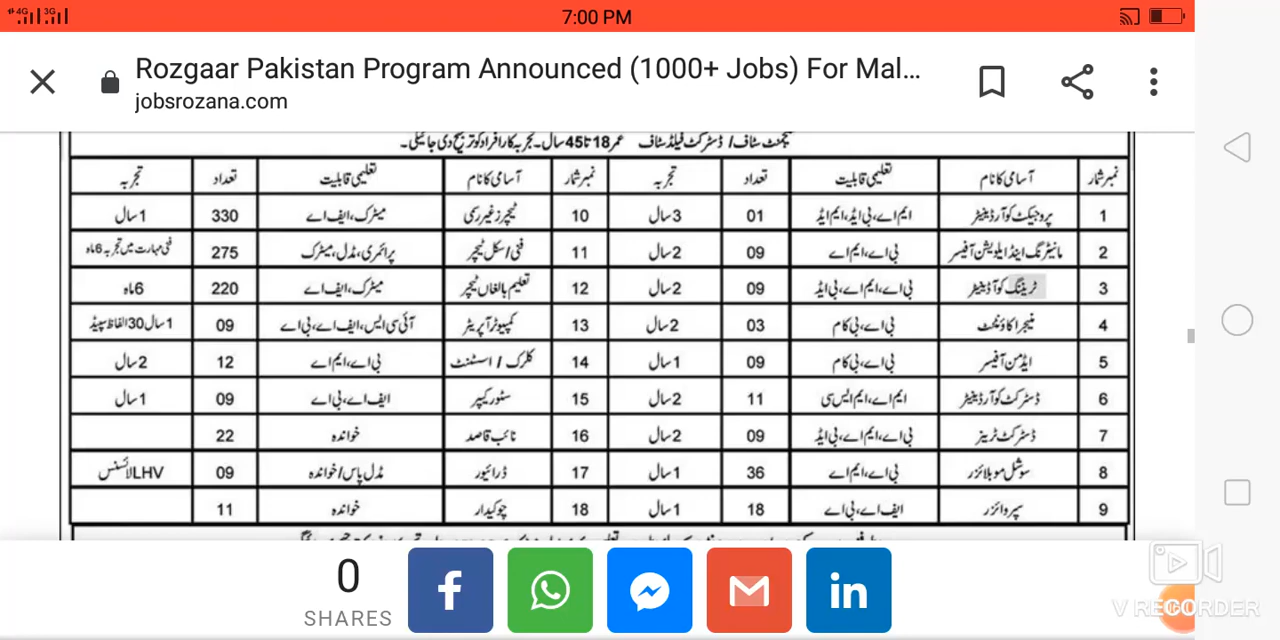 4G 3G 7:00 PM
Rozgaar Pakistan Program Announced (1000+ Jobs) For Mal...
jobsrozana.com
مینجمنٹ سٹاف / ڈسٹرکٹ فیلڈ سٹاف عمر 18 تا 45 سال۔ تجربہ کار افراد کو ترجیح دی جائیگی۔
نمبر شمار آسامی کا نام تعلیمی قابلیت تعداد تجربہ نمبر شمار آسامی کا نام تعلیمی قابلیت تعداد تجربہ
1 پروجیکٹ کوآرڈینیٹر ایم اے، بی ایڈ، ایم ایڈ 01 3 سال 10 ٹیچرز غیر رسمی میٹرک، ایف اے 330 1 سال
2 مانیٹرنگ اینڈ ایلویشن آفیسر بی اے، ایم اے 09 2 سال 11 فنی / سکل ٹیچر پرائمری، مڈل، میٹرک 275 فنی مہارت میں تجربہ 6 ماہ
3 ٹریننگ کوآڈینیٹر بی اے، ایم اے، بی ایڈ 09 2 سال 12 تعلیم بالغاں ٹیچر میٹرک، ایف اے 220 6 ماہ
4 منیجر اکاؤنٹ بی اے، بی کام 03 2 سال 13 کمپیوٹر آپریٹر آئی سی ایس، ایف اے، بی اے 09 1 سال 30 الفاظ سپیڈ
5 ایڈمن آفیسر بی اے، بی کام 09 1 سال 14 کلرک / اسسٹنٹ بی اے، ایم اے 12 2 سال
6 ڈسٹرکٹ کوآرڈینیٹر ایم اے، ایم ایس سی 11 2 سال 15 سٹور کیپر ایف اے، بی اے 09 1 سال
7 ڈسٹرکٹ ٹرینر بی اے، ایم اے، بی ایڈ 09 2 سال 16 نائب قاصد خواندہ 22
8 سوشل موبلائزر بی اے، ایم اے 36 1 سال 17 ڈرائیور مڈل پاس / خواندہ 09 LHV لائسنس
9 سپروائزر ایف اے، بی اے 18 1 سال 18 چوکیدار خواندہ 11
0
SHARES
V RECORDER